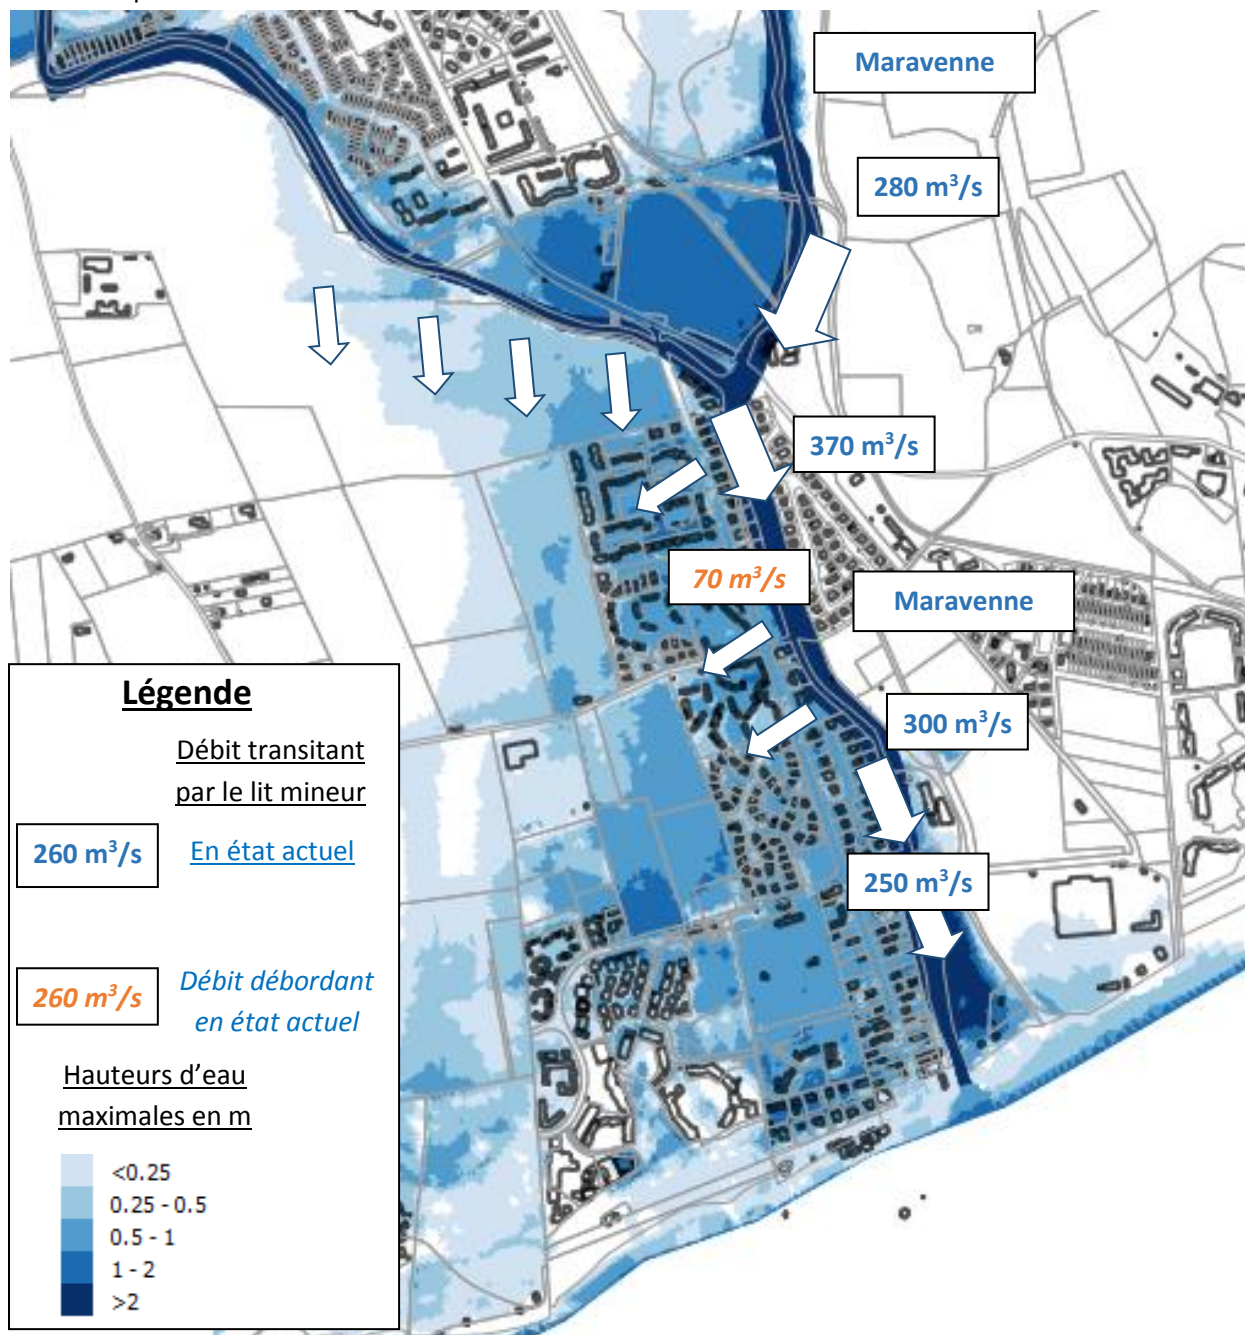 Maravenne
280 m³/s
370 m³/s
70 m³/s
Maravenne
300 m³/s
250 m³/s
Légende
Débit transitant
par le lit mineur
260 m³/s
En état actuel
260 m³/s
Débit débordant
en état actuel
Hauteurs d'eau
maximales en m
<0.25
0.25 - 0.5
0.5 - 1
1 - 2
>2